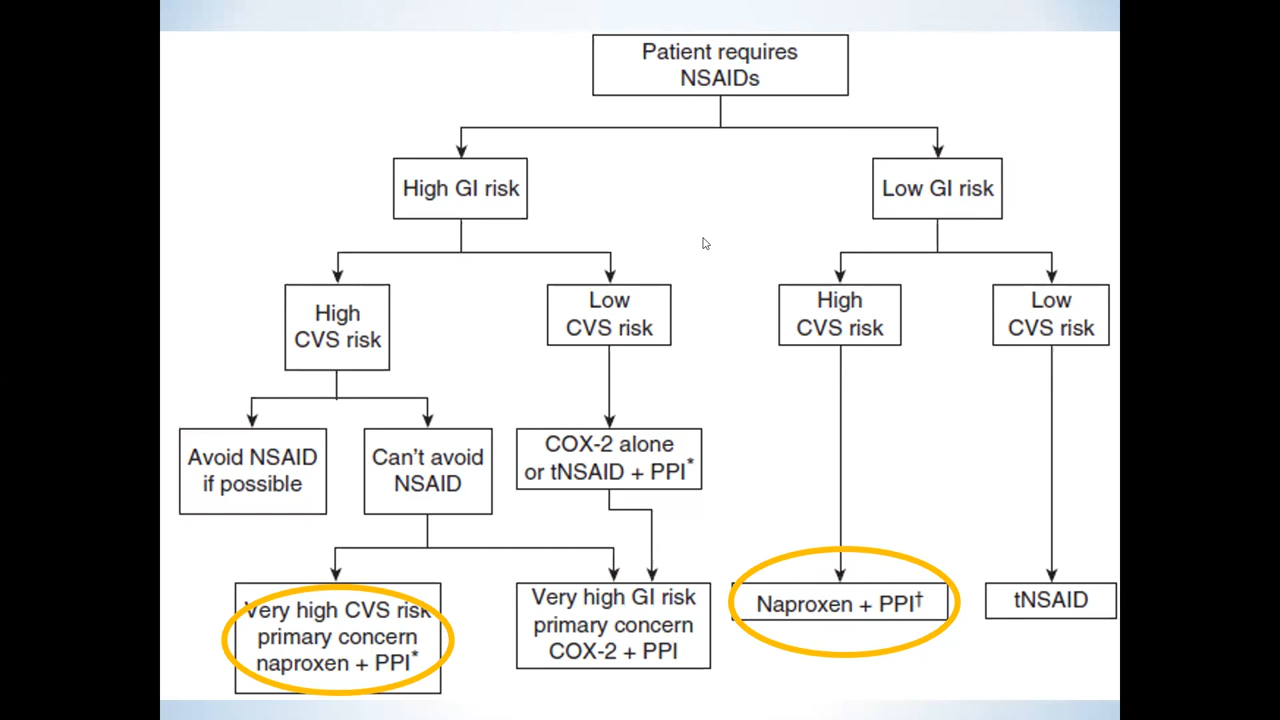 Patient requires
NSAIDs
High GI risk
Low GI risk
High
CVS risk
Low
CVS risk
High
CVS risk
Low
CVS risk
Avoid NSAID
if possible
Can't avoid
NSAID
COX-2 alone
or tNSAID + PPI*
Very high CVS risk
primary concern
naproxen + PPI*
Very high GI risk
primary concern
COX-2 + PPI
Naproxen + PPI†
tNSAID